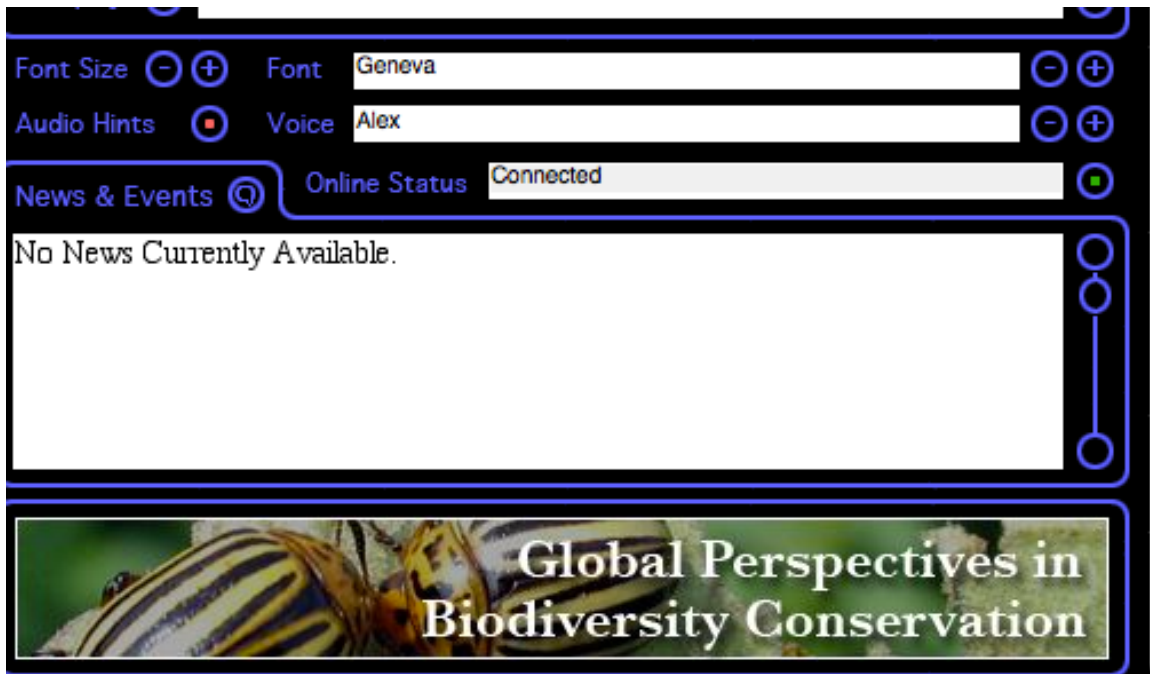 Font Size - + Font Geneva - +
Audio Hints Voice Alex - +
News & Events Online Status Connected
No News Currently Available.
Global Perspectives in
Biodiversity Conservation